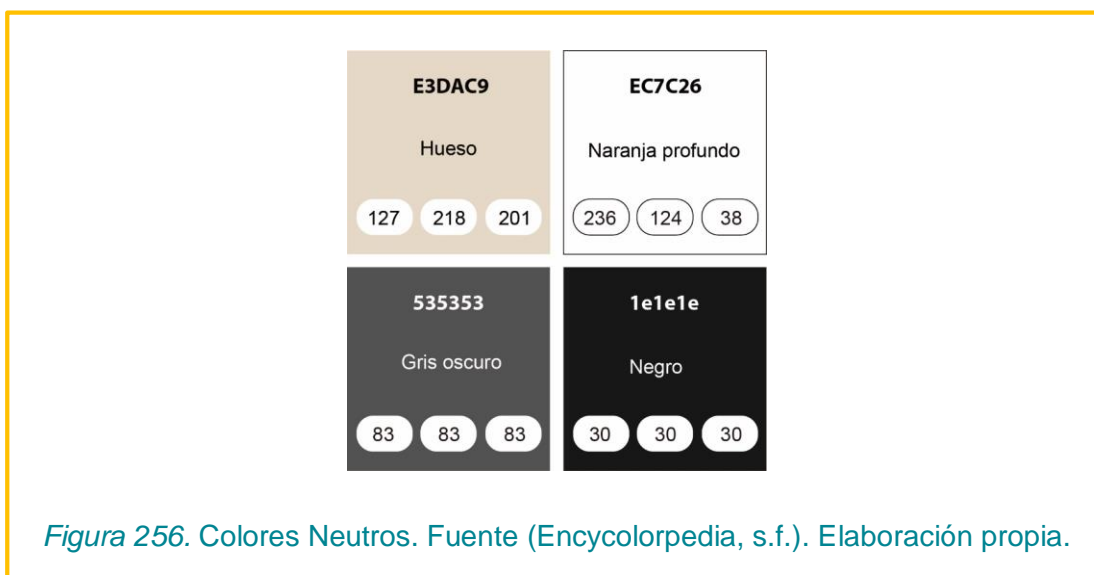 E3DAC9
Hueso
127 218 201
EC7C26
Naranja profundo
236 124 38
535353
Gris oscuro
83 83 83
1e1e1e
Negro
30 30 30
Figura 256. Colores Neutros. Fuente (Encycolorpedia, s.f.). Elaboración propia.